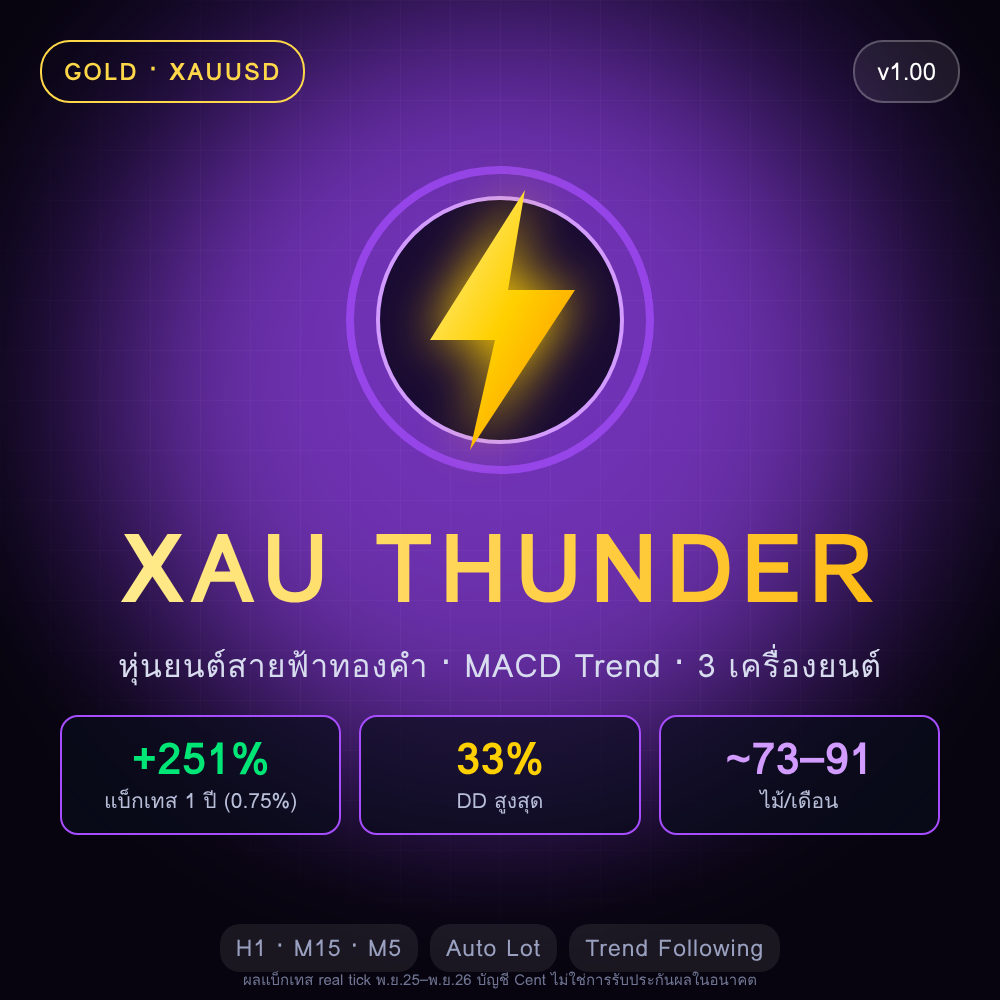 GOLD · XAUUSD
v1.00
XAU THUNDER
หุ่นยนต์สายฟ้าทองคำ · MACD Trend · 3 เครื่องยนต์
+251%
แบ็กเทส 1 ปี (0.75%)
33%
DD สูงสุด
~73–91
ไม้/เดือน
H1 · M15 · M5
Auto Lot
Trend Following
ผลแบ็กเทส real tick พ.ย.25–พ.ย.26 บัญชี Cent ไม่ใช่การรับประกันผลในอนาคต